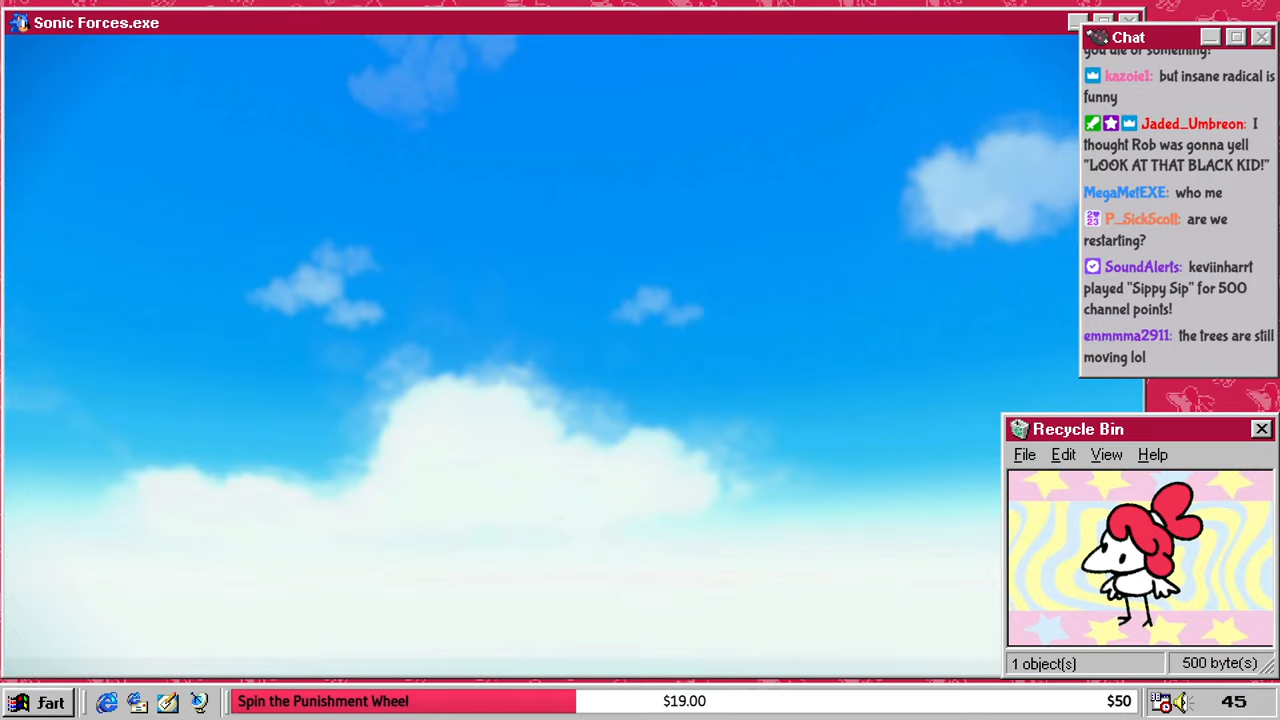 Sonic Forces.exe
Chat
you die or something!
kazoie1: but insane radical is
funny
Jaded_Umbreon: I
thought Rob was gonna yell
"LOOK AT THAT BLACK KID!"
MegaMetEXE: who me
P_SickScott: are we
restarting?
SoundAlerts: keviinharrt
played "Sippy Sip" for 500
channel points!
emmmma2911: the trees are still
moving lol
Recycle Bin
File Edit View Help
1 object(s) 500 byte(s)
Jart
Spin the Punishment Wheel $19.00 $50
45